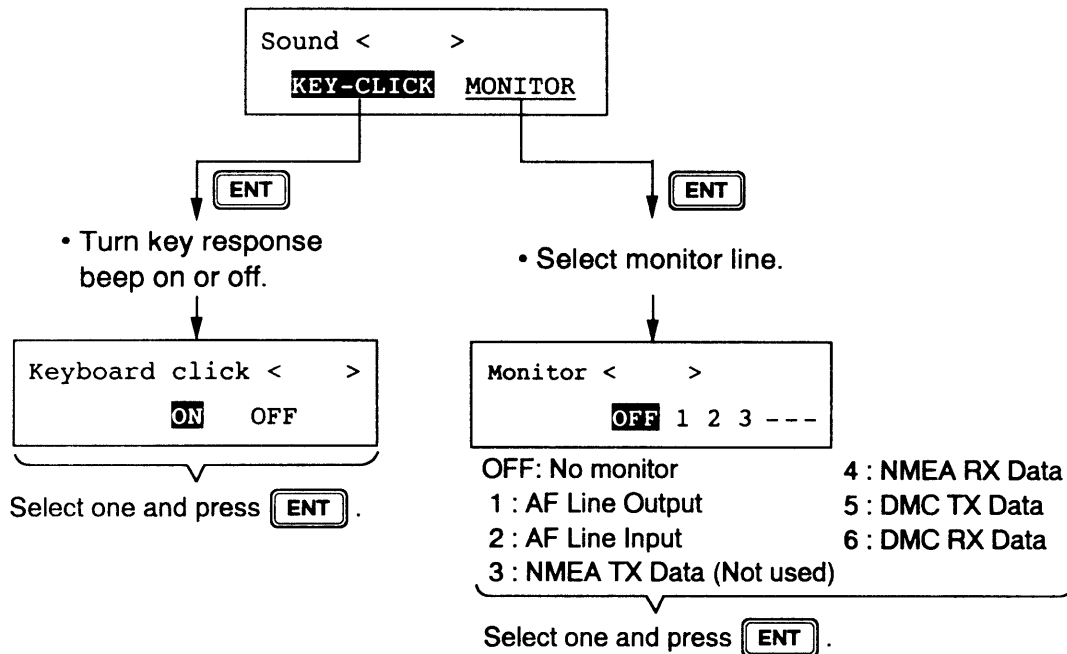 Sound <     >
KEY-CLICK MONITOR
ENT
ENT
• Turn key response
beep on or off.
• Select monitor line.
Keyboard click <     >
ON OFF
Monitor <     >
OFF 1 2 3 ---
OFF: No monitor
1 : AF Line Output
2 : AF Line Input
3 : NMEA TX Data (Not used)
4 : NMEA RX Data
5 : DMC TX Data
6 : DMC RX Data
Select one and press ENT .
Select one and press ENT .